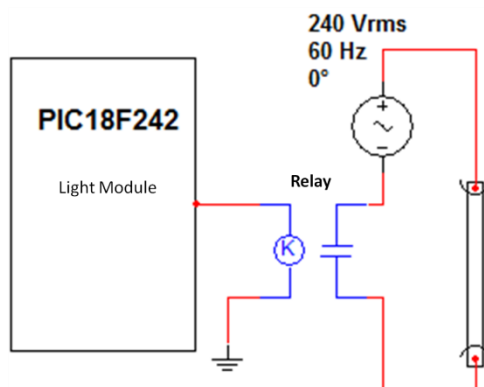 240 Vrms
60 Hz
0°
PIC18F242
Light Module
Relay
K
+
~
−